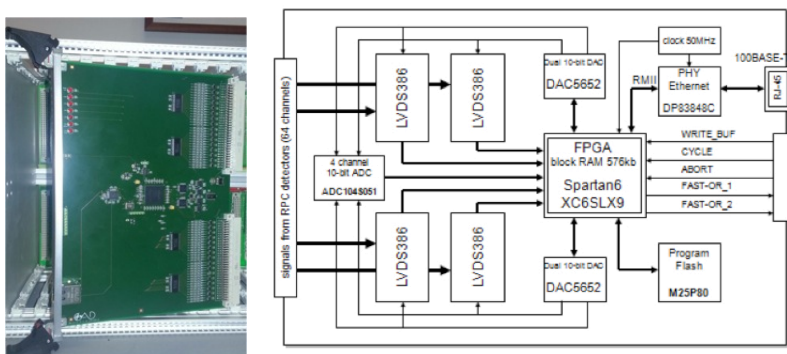 signals from RPC detectors (64 channels)
LVDS386
LVDS386
Dual 10-bit DAC
DAC5652
clock 50MHz
100BASE-T
RMII
PHY
Ethernet
DP83848C
RJ-45
4 channel
10-bit ADC
ADC104S051
FPGA
block RAM 576kb
Spartan6
XC6SLX9
WRITE_BUF
CYCLE
ABORT
FAST-OR_1
FAST-OR_2
LVDS386
LVDS386
Dual 10-bit DAC
DAC5652
Program
Flash
M25P80